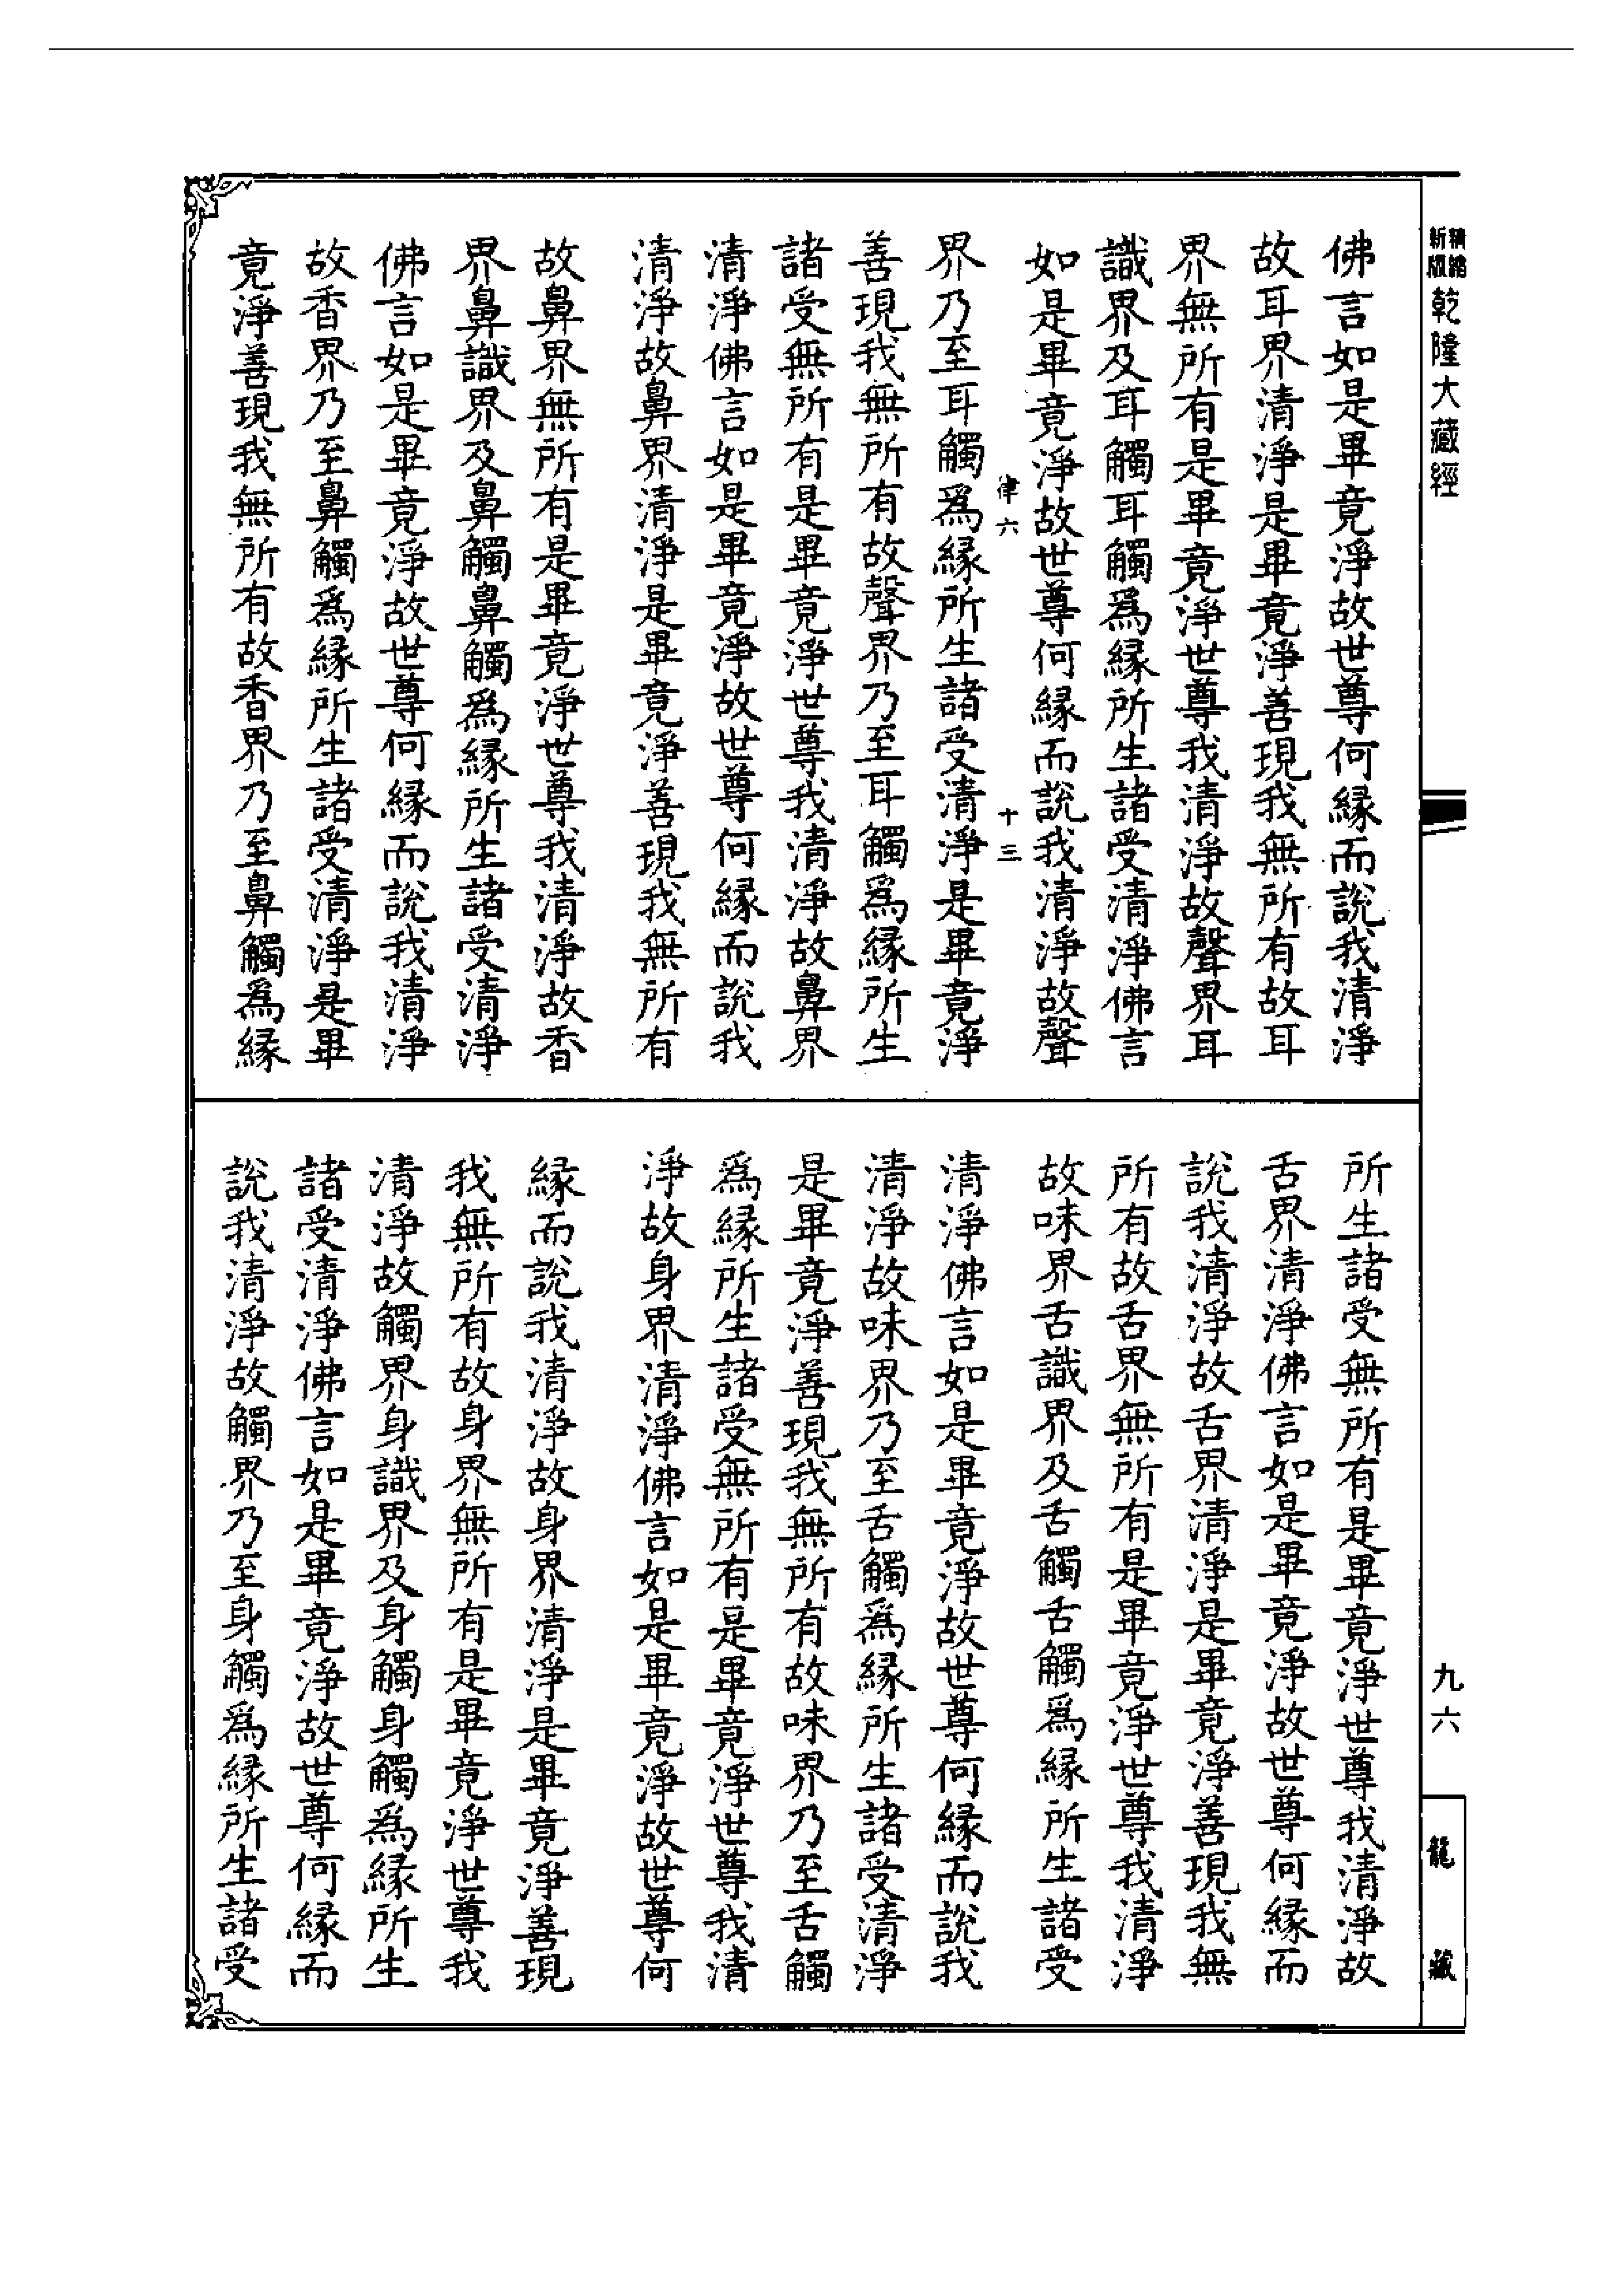 精縮新版乾隆大藏經
九六
龍藏
佛言如是畢竟淨故世尊何緣而說我清淨
故耳界清淨是畢竟淨善現我無所有故耳
界無所有是畢竟淨世尊我清淨故聲界耳
識界及耳觸耳觸爲緣所生諸受清淨佛言
如是畢竟淨故世尊何緣而說我清淨故聲
律六 十三
界乃至耳觸爲緣所生諸受清淨是畢竟淨
善現我無所有故聲界乃至耳觸爲緣所生
諸受無所有是畢竟淨世尊我清淨故鼻界
清淨佛言如是畢竟淨故世尊何緣而說我
清淨故鼻界清淨是畢竟淨善現我無所有
故鼻界無所有是畢竟淨世尊我清淨故香
界鼻識界及鼻觸鼻觸爲緣所生諸受清淨
佛言如是畢竟淨故世尊何緣而說我清淨
故香界乃至鼻觸爲緣所生諸受清淨是畢
竟淨善現我無所有故香界乃至鼻觸爲緣
所生諸受無所有是畢竟淨世尊我清淨故
舌界清淨佛言如是畢竟淨故世尊何緣而
說我清淨故舌界清淨是畢竟淨善現我無
所有故舌界無所有是畢竟淨世尊我清淨
故味界舌識界及舌觸舌觸爲緣所生諸受
清淨佛言如是畢竟淨故世尊何緣而說我
清淨故味界乃至舌觸爲緣所生諸受清淨
是畢竟淨善現我無所有故味界乃至舌觸
爲緣所生諸受無所有是畢竟淨世尊我清
淨故身界清淨佛言如是畢竟淨故世尊何
緣而說我清淨故身界清淨是畢竟淨善現
我無所有故身界無所有是畢竟淨世尊我
清淨故觸界身識界及身觸身觸爲緣所生
諸受清淨佛言如是畢竟淨故世尊何緣而
說我清淨故觸界乃至身觸爲緣所生諸受